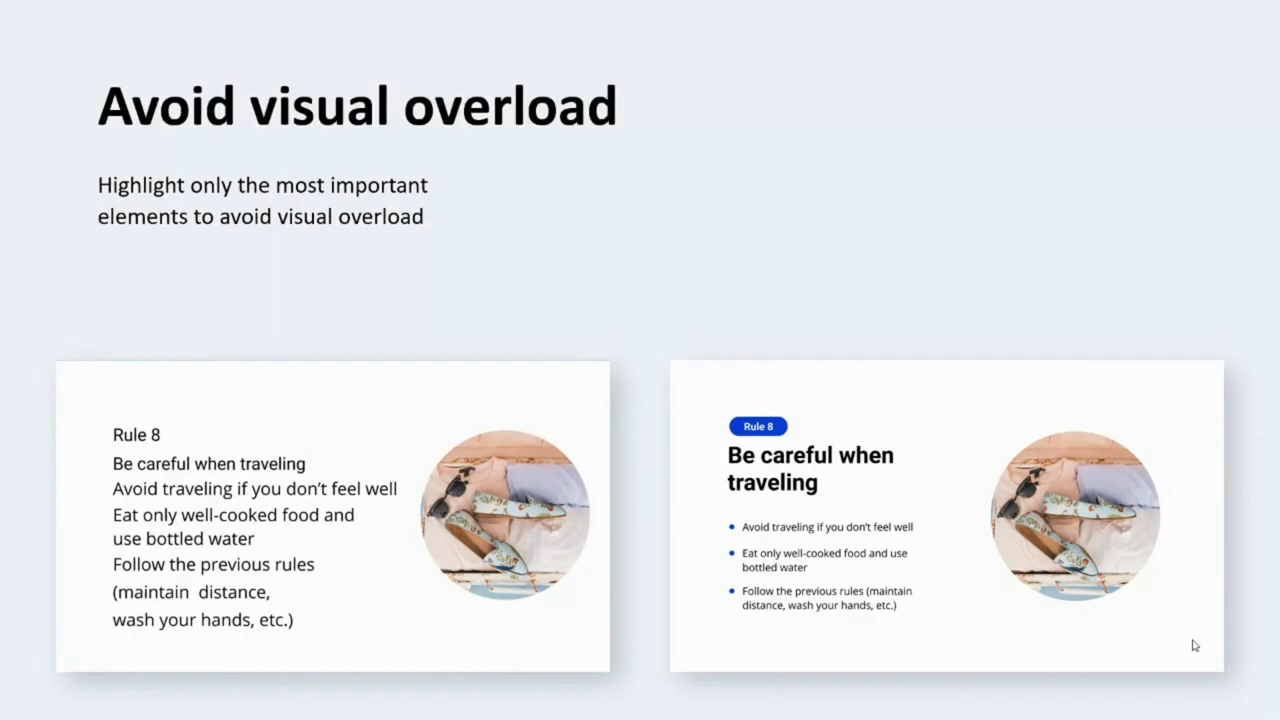 Avoid visual overload
Highlight only the most important
elements to avoid visual overload
Rule 8
Be careful when traveling
Avoid traveling if you don't feel well
Eat only well-cooked food and
use bottled water
Follow the previous rules
(maintain  distance,
wash your hands, etc.)
Rule 8
Be careful when
traveling
Avoid traveling if you don't feel well
Eat only well-cooked food and use
bottled water
Follow the previous rules (maintain
distance, wash your hands, etc.)